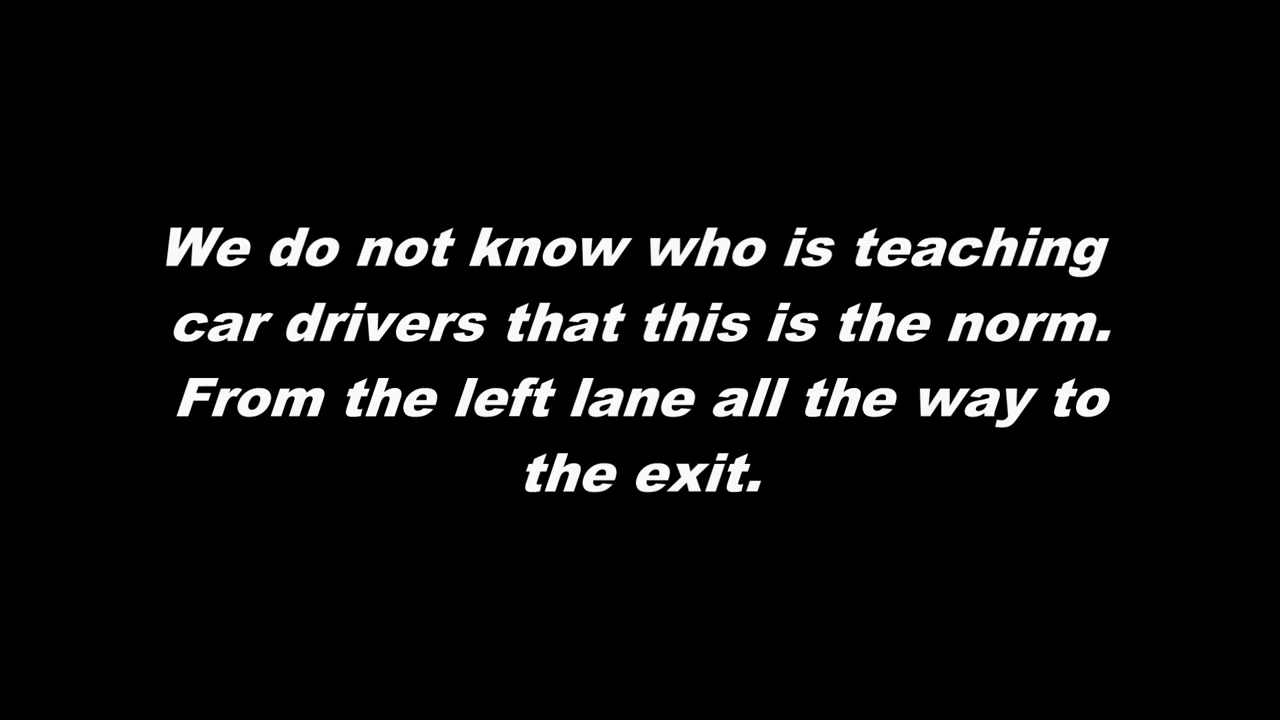 We do not know who is teaching
car drivers that this is the norm.
From the left lane all the way to
the exit.